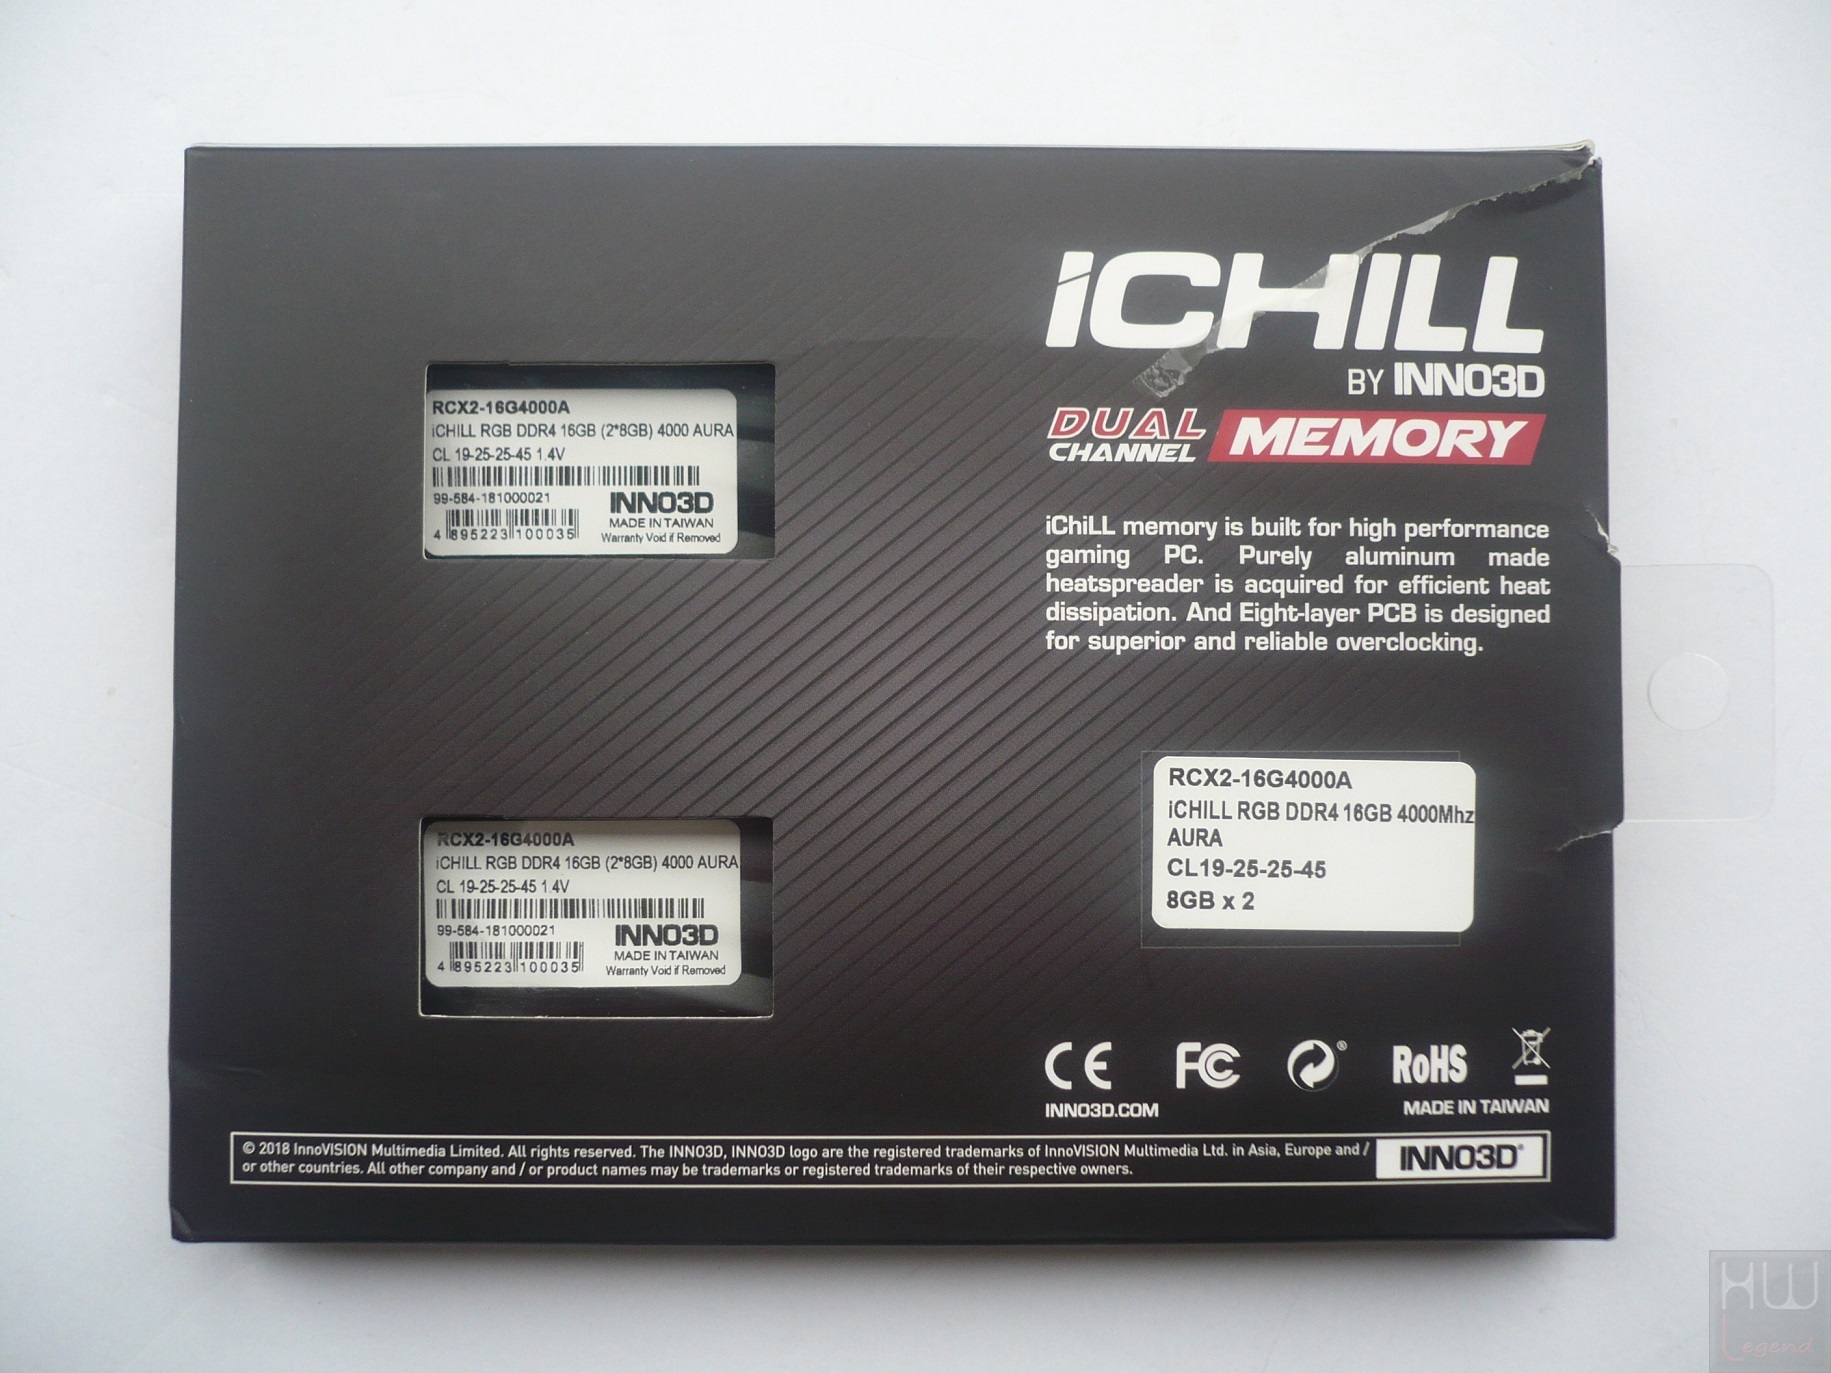 iCHILL
BY INNO3D
DUAL
CHANNEL
MEMORY
iChiLL memory is built for high performance
gaming PC. Purely aluminum made
heatspreader is acquired for efficient heat
dissipation. And Eight-layer PCB is designed
for superior and reliable overclocking.
RCX2-16G4000A
iCHILL RGB DDR4 16GB (2*8GB) 4000 AURA
CL 19-25-25-45 1.4V
99-584-181000021
INNO3D
MADE IN TAIWAN
Warranty Void if Removed
4 895223 100035
RCX2-16G4000A
iCHILL RGB DDR4 16GB (2*8GB) 4000 AURA
CL 19-25-25-45 1.4V
99-584-181000021
INNO3D
MADE IN TAIWAN
Warranty Void if Removed
4 895223 100035
RCX2-16G4000A
iCHILL RGB DDR4 16GB 4000Mhz
AURA
CL19-25-25-45
8GB x 2
CE FC ® RoHS
INNO3D.COM
MADE IN TAIWAN
© 2018 InnoVISION Multimedia Limited. All rights reserved. The INNO3D, INNO3D logo are the registered trademarks of InnoVISION Multimedia Ltd. in Asia, Europe and /
or other countries. All other company and / or product names may be trademarks or registered trademarks of their respective owners.
INNO3D®
HW
Legend